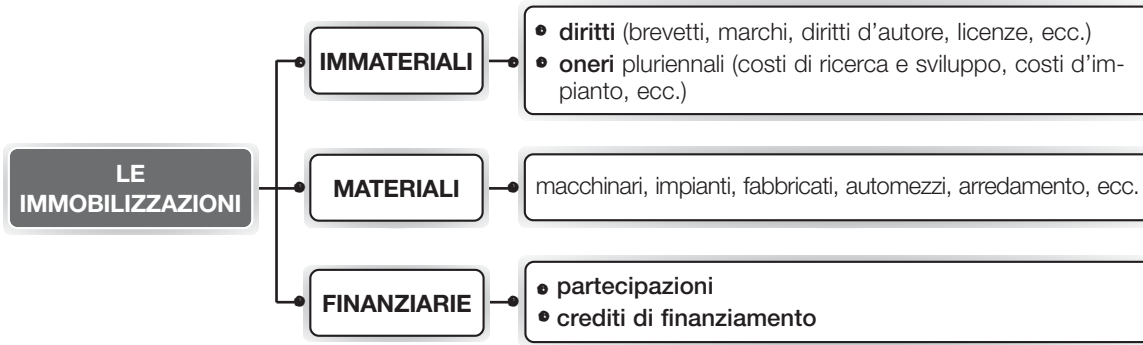 IMMATERIALI
• diritti (brevetti, marchi, diritti d'autore, licenze, ecc.)
• oneri pluriennali (costi di ricerca e sviluppo, costi d'im-
pianto, ecc.)
LE
IMMOBILIZZAZIONI
MATERIALI
macchinari, impianti, fabbricati, automezzi, arredamento, ecc.
FINANZIARIE
• partecipazioni
• crediti di finanziamento